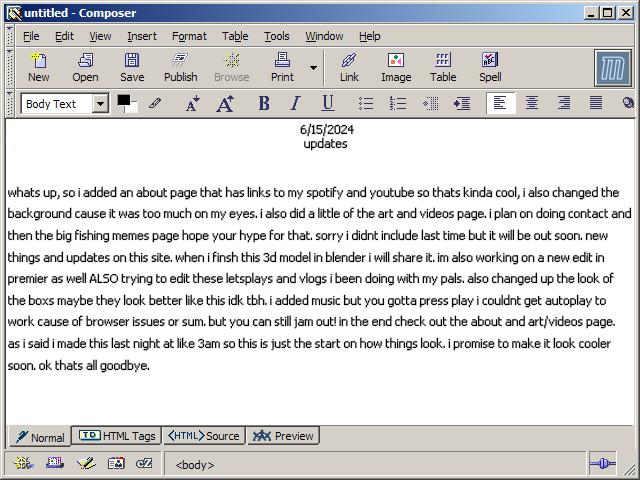 untitled - Composer
File Edit View Insert Format Table Tools Window Help
New Open Save Publish Browse Print Link Image Table Spell
Body Text
6/15/2024
updates
whats up, so i added an about page that has links to my spotify and youtube so thats kinda cool, i also changed the
background cause it was too much on my eyes. i also did a little of the art and videos page. i plan on doing contact and
then the big fishing memes page hope your hype for that. sorry i didnt include last time but it will be out soon. new
things and updates on this site. when i finsh this 3d model in blender i will share it. im also working on a new edit in
premier as well ALSO trying to edit these letsplays and vlogs i been doing with my pals. also changed up the look of
the boxs maybe they look better like this idk tbh. i added music but you gotta press play i couldnt get autoplay to
work cause of browser issues or sum. but you can still jam out! in the end check out the about and art/videos page.
as i said i made this last night at like 3am so this is just the start on how things look. i promise to make it look cooler
soon. ok thats all goodbye.
Normal TD HTML Tags <HTML> Source Preview
cZ <body>